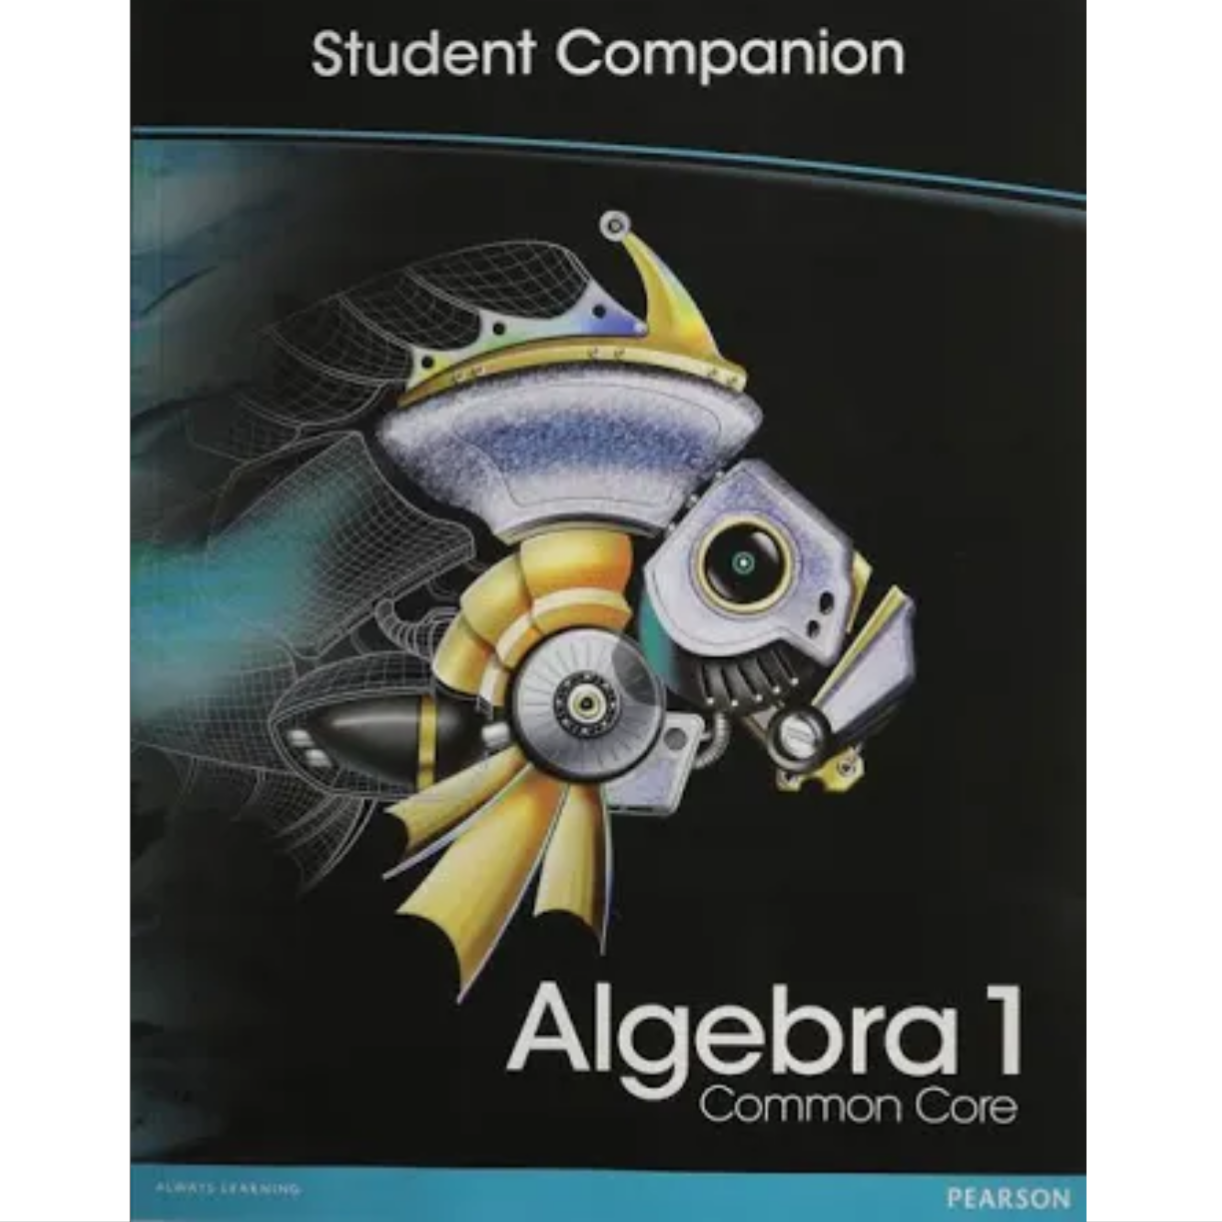 Student Companion
Algebra 1
Common Core
ALWAYS LEARNING
PEARSON